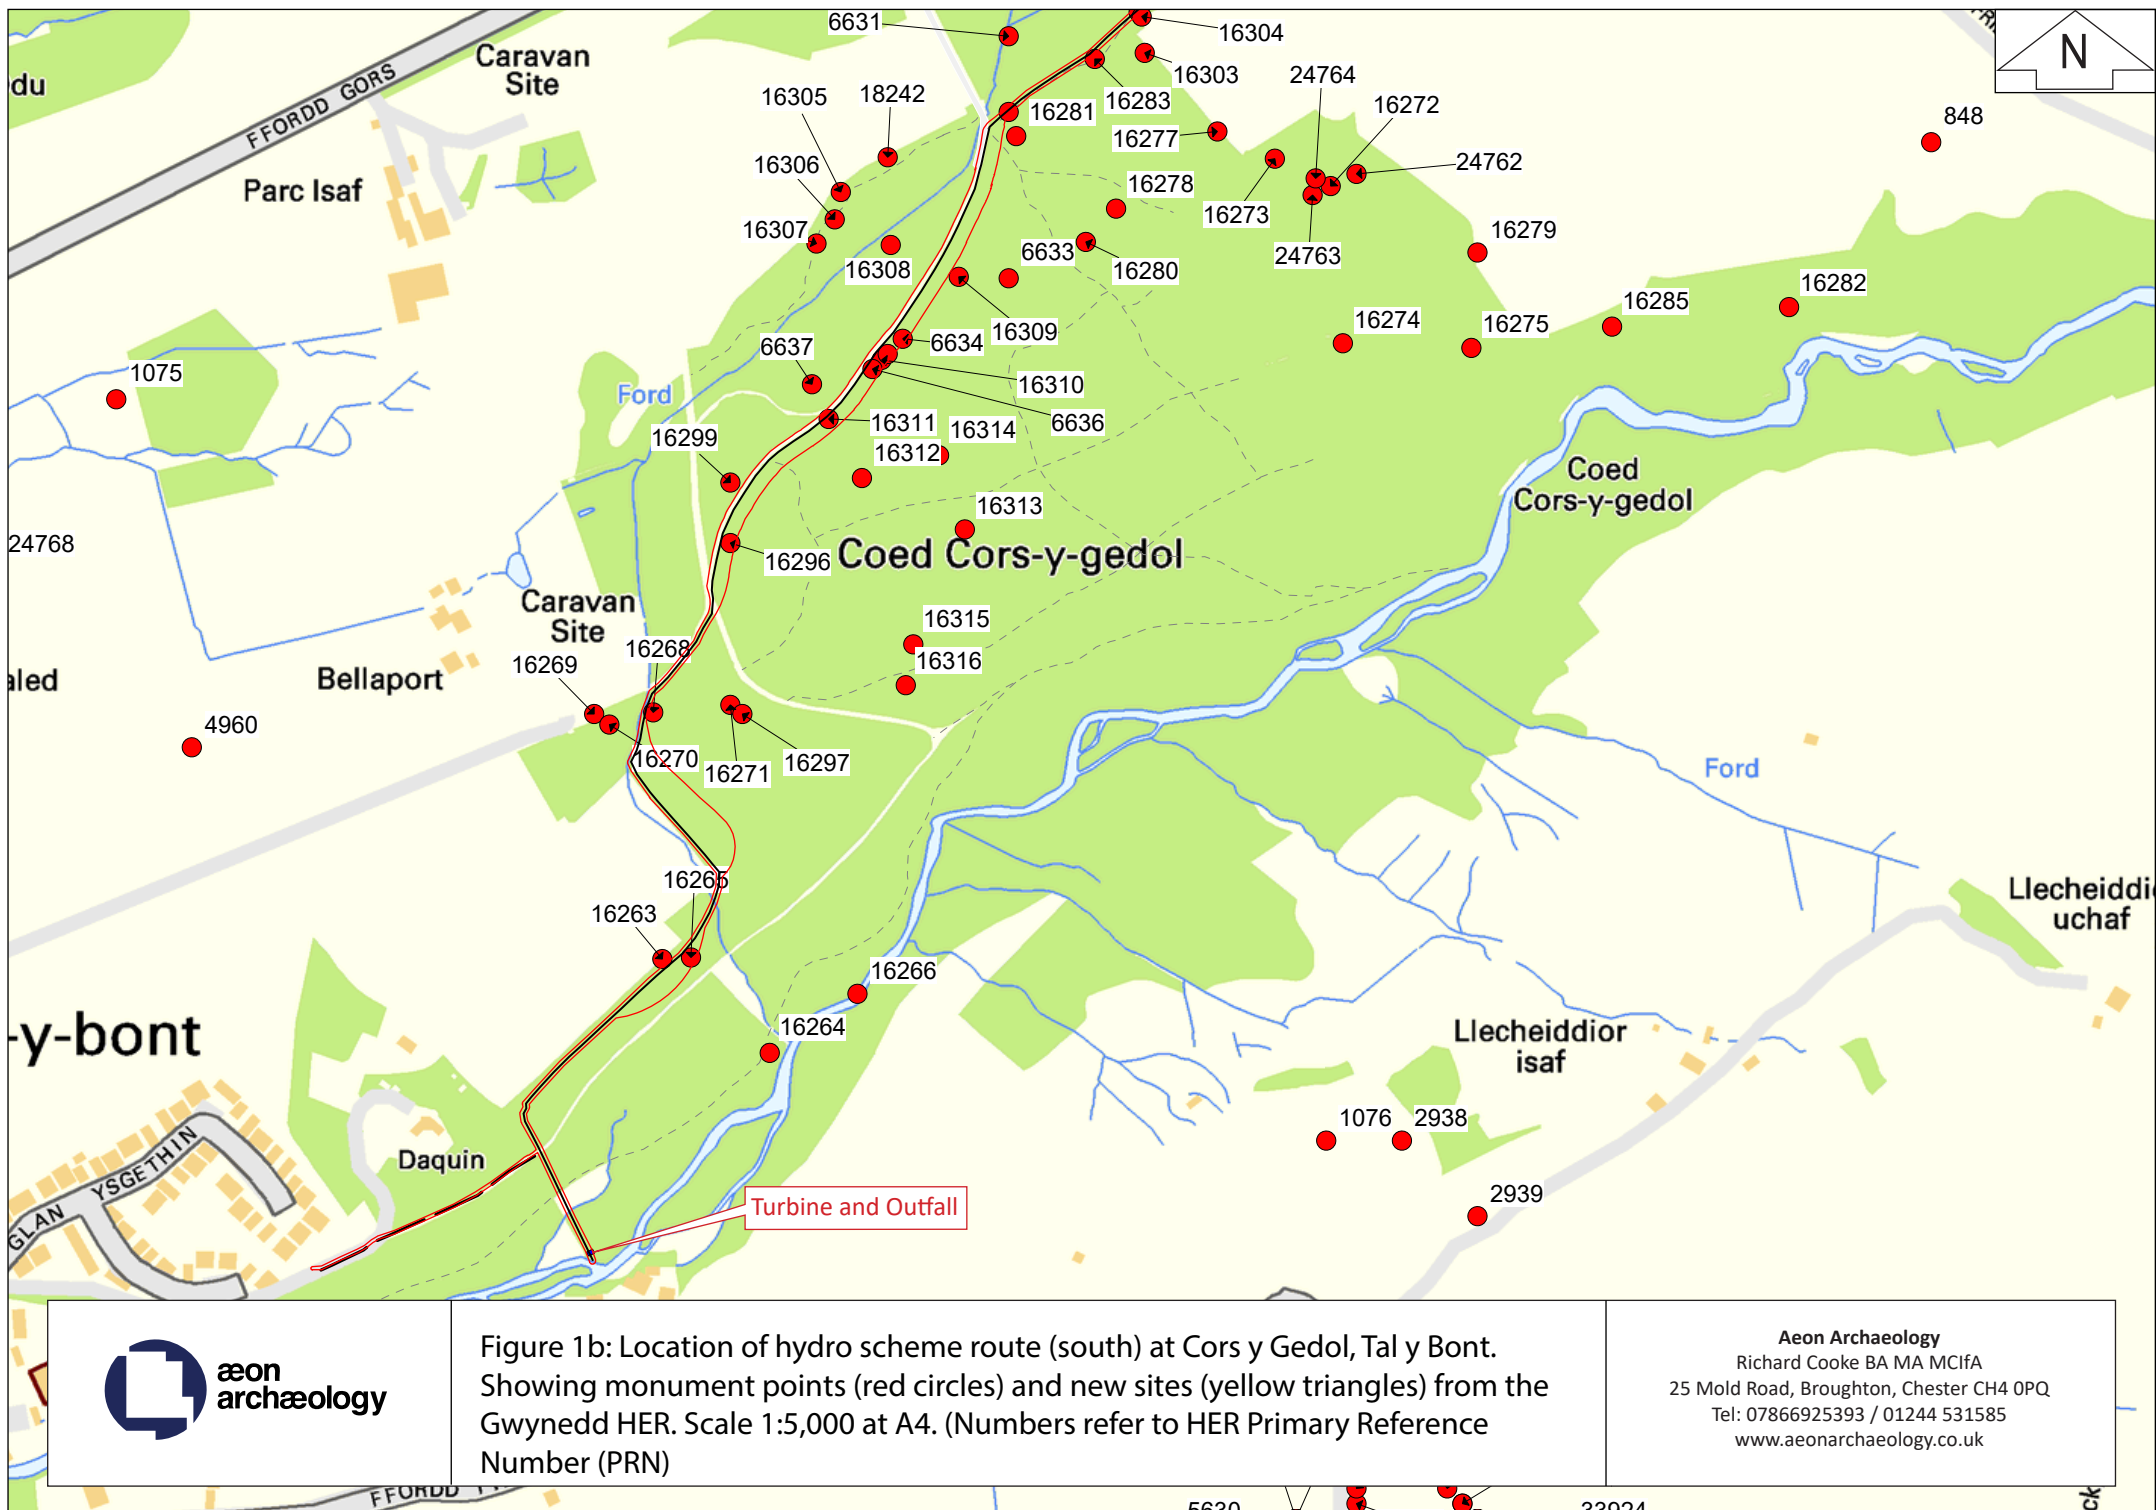 6631
16304
Caravan
Site
16303
du
FFORDD GORS
24764
16305
18242
16283
16272
16281
848
16277
16306
24762
Parc Isaf
16278
16273
16307
16279
6633
24763
16308
16280
16282
16285
16274
16275
16309
6634
6637
1075
16310
Ford
6636
16311
16314
16299
16312
Coed
Cors-y-gedol
16313
24768
Coed Cors-y-gedol
16296
Caravan
Site
16315
16268
16269
16316
aled
Bellaport
4960
16270
16271
16297
Ford
16265
Llecheiddi
uchaf
16263
16266
16264
-y-bont
Llecheiddior
isaf
1076
2938
Daquin
YSGETHIN
GLAN
2939
Turbine and Outfall
N
æon
archæology
Figure 1b: Location of hydro scheme route (south) at Cors y Gedol, Tal y Bont.
Showing monument points (red circles) and new sites (yellow triangles) from the
Gwynedd HER. Scale 1:5,000 at A4. (Numbers refer to HER Primary Reference
Number (PRN)
Aeon Archaeology
Richard Cooke BA MA MCIfA
25 Mold Road, Broughton, Chester CH4 0PQ
Tel: 07866925393 / 01244 531585
www.aeonarchaeology.co.uk
FFORDD
5630
33924
ck